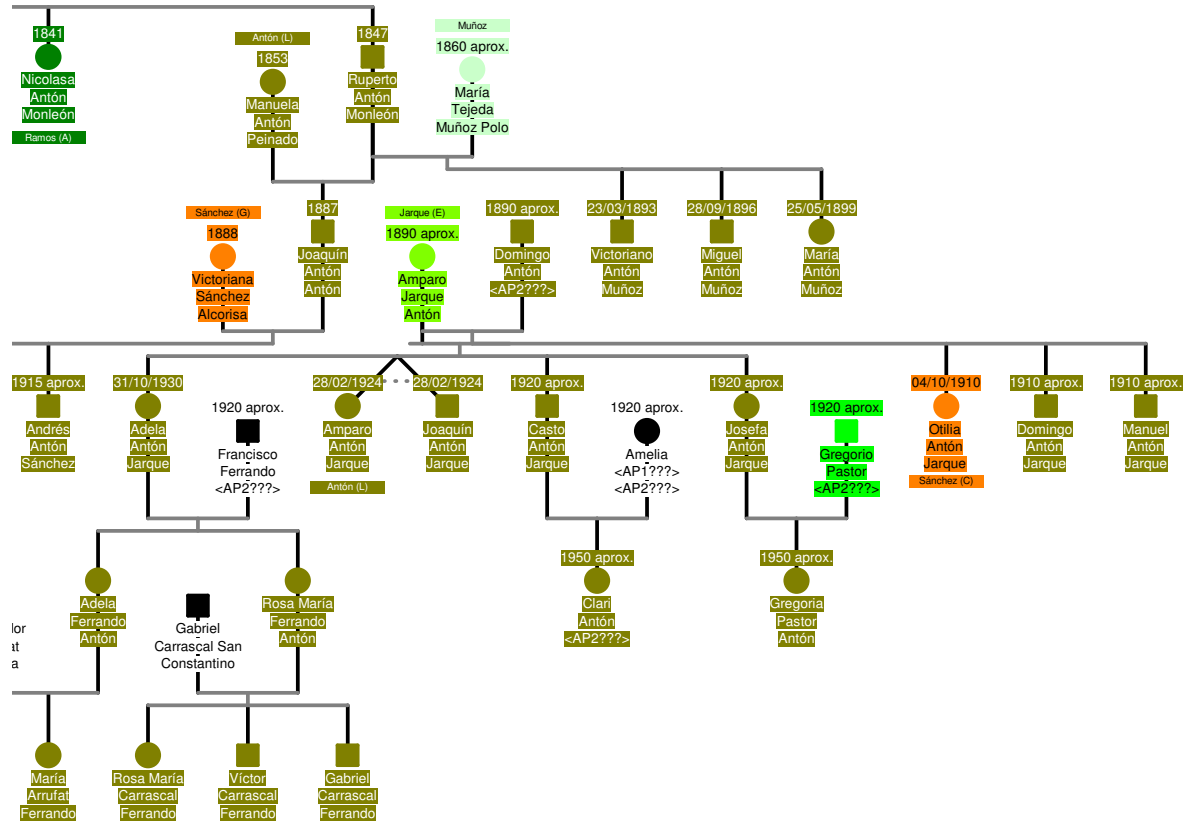 1841
Nicolasa
Antón
Monleón
Ramos (A)
Antón (L)
1853
Manuela
Antón
Peinado
1847
Ruperto
Antón
Monleón
Muñoz
1860 aprox.
María
Tejeda
Muñoz Polo
Sánchez (G)
1888
Victoriana
Sánchez
Alcorisa
1887
Joaquín
Antón
Antón
Jarque (E)
1890 aprox.
Amparo
Jarque
Antón
1890 aprox.
Domingo
Antón
<AP2???>
23/03/1893
Victoriano
Antón
Muñoz
28/09/1896
Miguel
Antón
Muñoz
25/05/1899
María
Antón
Muñoz
1915 aprox.
Andrés
Antón
Sánchez
31/10/1930
Adela
Antón
Jarque
1920 aprox.
Francisco
Ferrando
<AP2???>
28/02/1924
Amparo
Antón
Jarque
Antón (L)
28/02/1924
Joaquín
Antón
Jarque
1920 aprox.
Casto
Antón
Jarque
1920 aprox.
Amelia
<AP1???>
<AP2???>
1920 aprox.
Josefa
Antón
Jarque
1920 aprox.
Gregorio
Pastor
<AP2???>
04/10/1910
Otilia
Antón
Jarque
Sánchez (C)
1910 aprox.
Domingo
Antón
Jarque
1910 aprox.
Manuel
Antón
Jarque
dor
at
a
Adela
Ferrando
Antón
Gabriel
Carrascal San
Constantino
Rosa María
Ferrando
Antón
1950 aprox.
Clari
Antón
<AP2???>
1950 aprox.
Gregoria
Pastor
Antón
María
Arrufat
Ferrando
Rosa María
Carrascal
Ferrando
Víctor
Carrascal
Ferrando
Gabriel
Carrascal
Ferrando